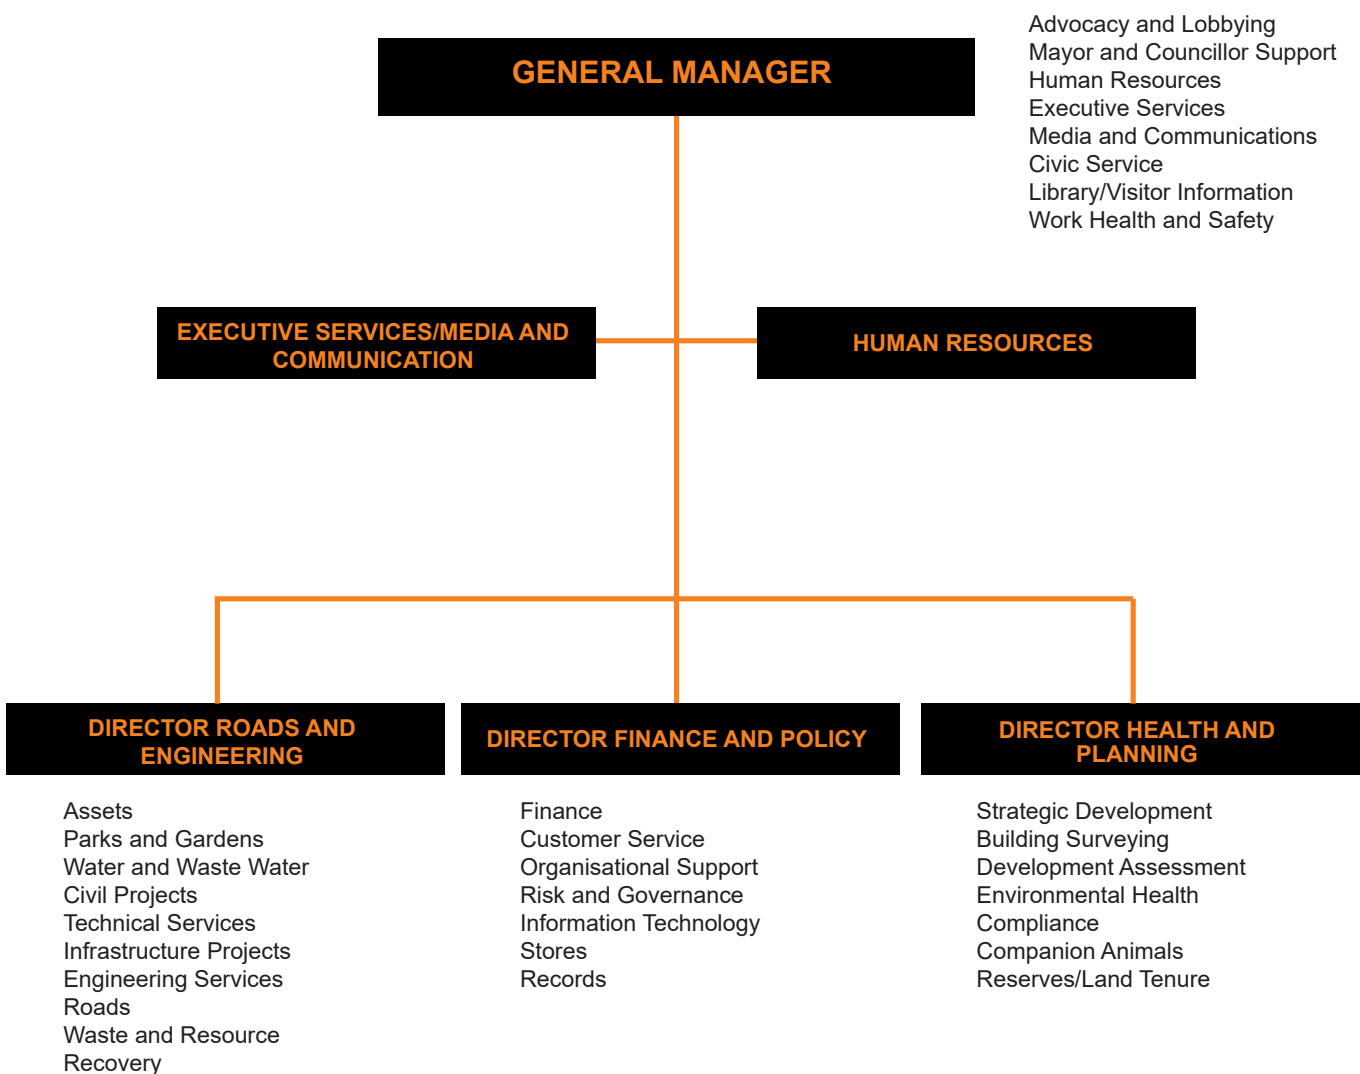 GENERAL MANAGER
Advocacy and Lobbying
Mayor and Councillor Support
Human Resources
Executive Services
Media and Communications
Civic Service
Library/Visitor Information
Work Health and Safety
EXECUTIVE SERVICES/MEDIA AND
COMMUNICATION
HUMAN RESOURCES
DIRECTOR ROADS AND
ENGINEERING
Assets
Parks and Gardens
Water and Waste Water
Civil Projects
Technical Services
Infrastructure Projects
Engineering Services
Roads
Waste and Resource
Recovery
DIRECTOR FINANCE AND POLICY
Finance
Customer Service
Organisational Support
Risk and Governance
Information Technology
Stores
Records
DIRECTOR HEALTH AND
PLANNING
Strategic Development
Building Surveying
Development Assessment
Environmental Health
Compliance
Companion Animals
Reserves/Land Tenure